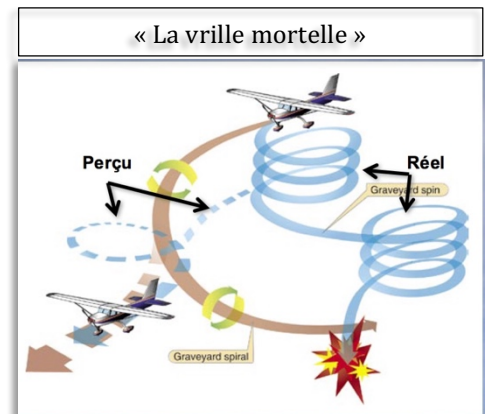 « La vrille mortelle »
Perçu
Réel
Graveyard spin
Graveyard spiral